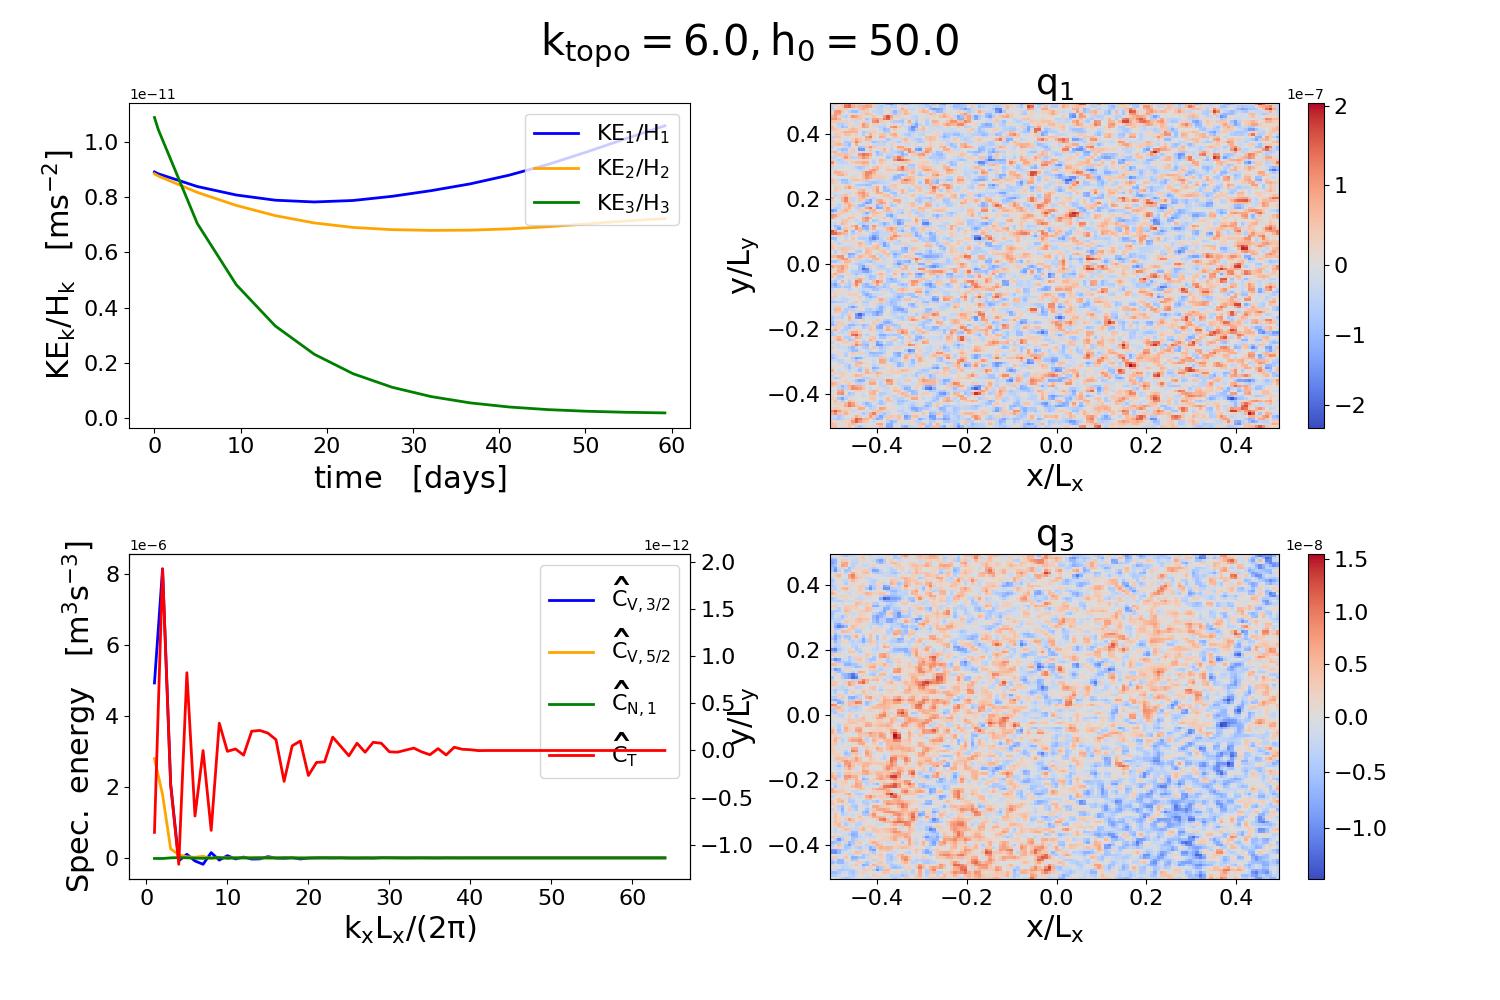 k_topo = 6.0, h_0 = 50.0
1e−11
KE_k/H_k [ms^−2]
1.0
0.8
0.6
0.4
0.2
0.0
KE_1/H_1
KE_2/H_2
KE_3/H_3
0 10 20 30 40 50 60
time [days]
q_1
1e−7
y/L_y
0.4
0.2
0.0
−0.2
−0.4
2
1
0
−1
−2
−0.4 −0.2 0.0 0.2 0.4
x/L_x
1e−6
1e−12
Spec. energy [m^3s^−3]
8
6
4
2
0
Ĉ_V,3/2
Ĉ_V,5/2
Ĉ_N,1
Ĉ_T
2.0
1.5
1.0
0.5
0.0
−0.5
−1.0
0 10 20 30 40 50 60
k_xL_x/(2π)
q_3
1e−8
y/L_y
0.4
0.2
0.0
−0.2
−0.4
1.5
1.0
0.5
0.0
−0.5
−1.0
−0.4 −0.2 0.0 0.2 0.4
x/L_x